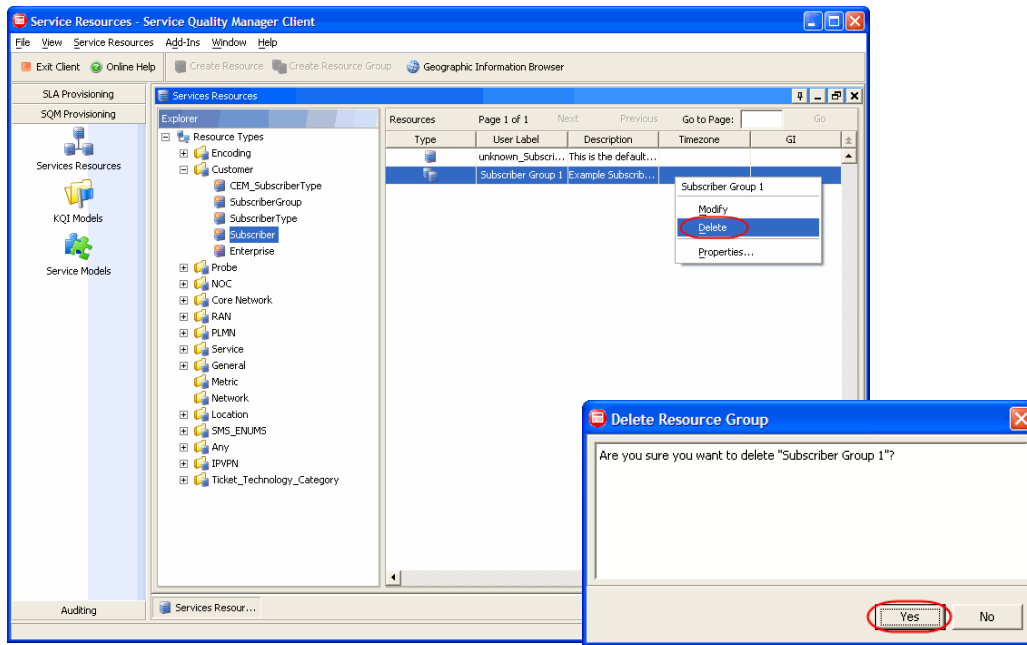 Service Resources - Service Quality Manager Client
File View Service Resources Add-Ins Window Help
Exit Client Online Help Create Resource Create Resource Group Geographic Information Browser
SLA Provisioning
SQM Provisioning
Services Resources
KQI Models
Service Models
Auditing
Services Resources
Explorer
Resource Types
Encoding
Customer
CEM_SubscriberType
SubscriberGroup
SubscriberType
Subscriber
Enterprise
Probe
NOC
Core Network
RAN
PLMN
Service
General
Metric
Network
Location
SMS_ENUMS
Any
IPVPN
Ticket_Technology_Category
Resources Page 1 of 1 Next Previous Go to Page: Go
Type User Label Description Timezone GI
unknown_Subscri... This is the default...
Subscriber Group 1 Example Subscrib...
Subscriber Group 1
Modify
Delete
Properties...
Services Resour...
Delete Resource Group
Are you sure you want to delete "Subscriber Group 1"?
Yes No